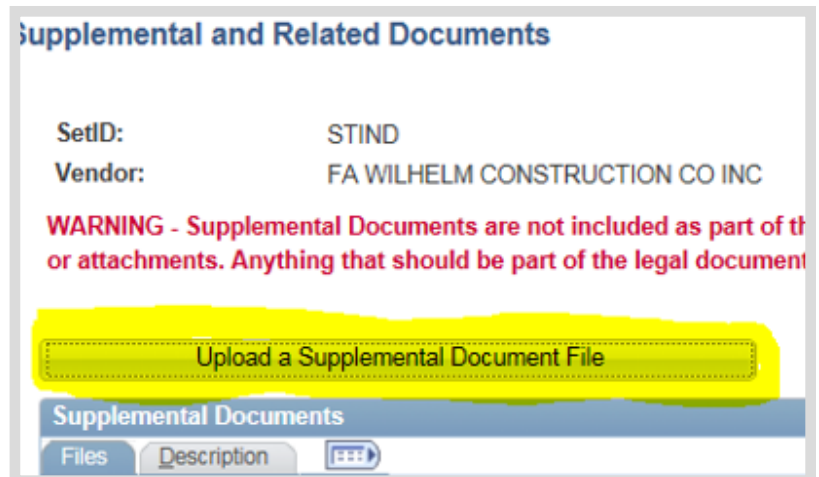 Supplemental and Related Documents
SetID: STIND
Vendor: FA WILHELM CONSTRUCTION CO INC
WARNING - Supplemental Documents are not included as part of th
or attachments. Anything that should be part of the legal document
Upload a Supplemental Document File
Supplemental Documents
Files Description